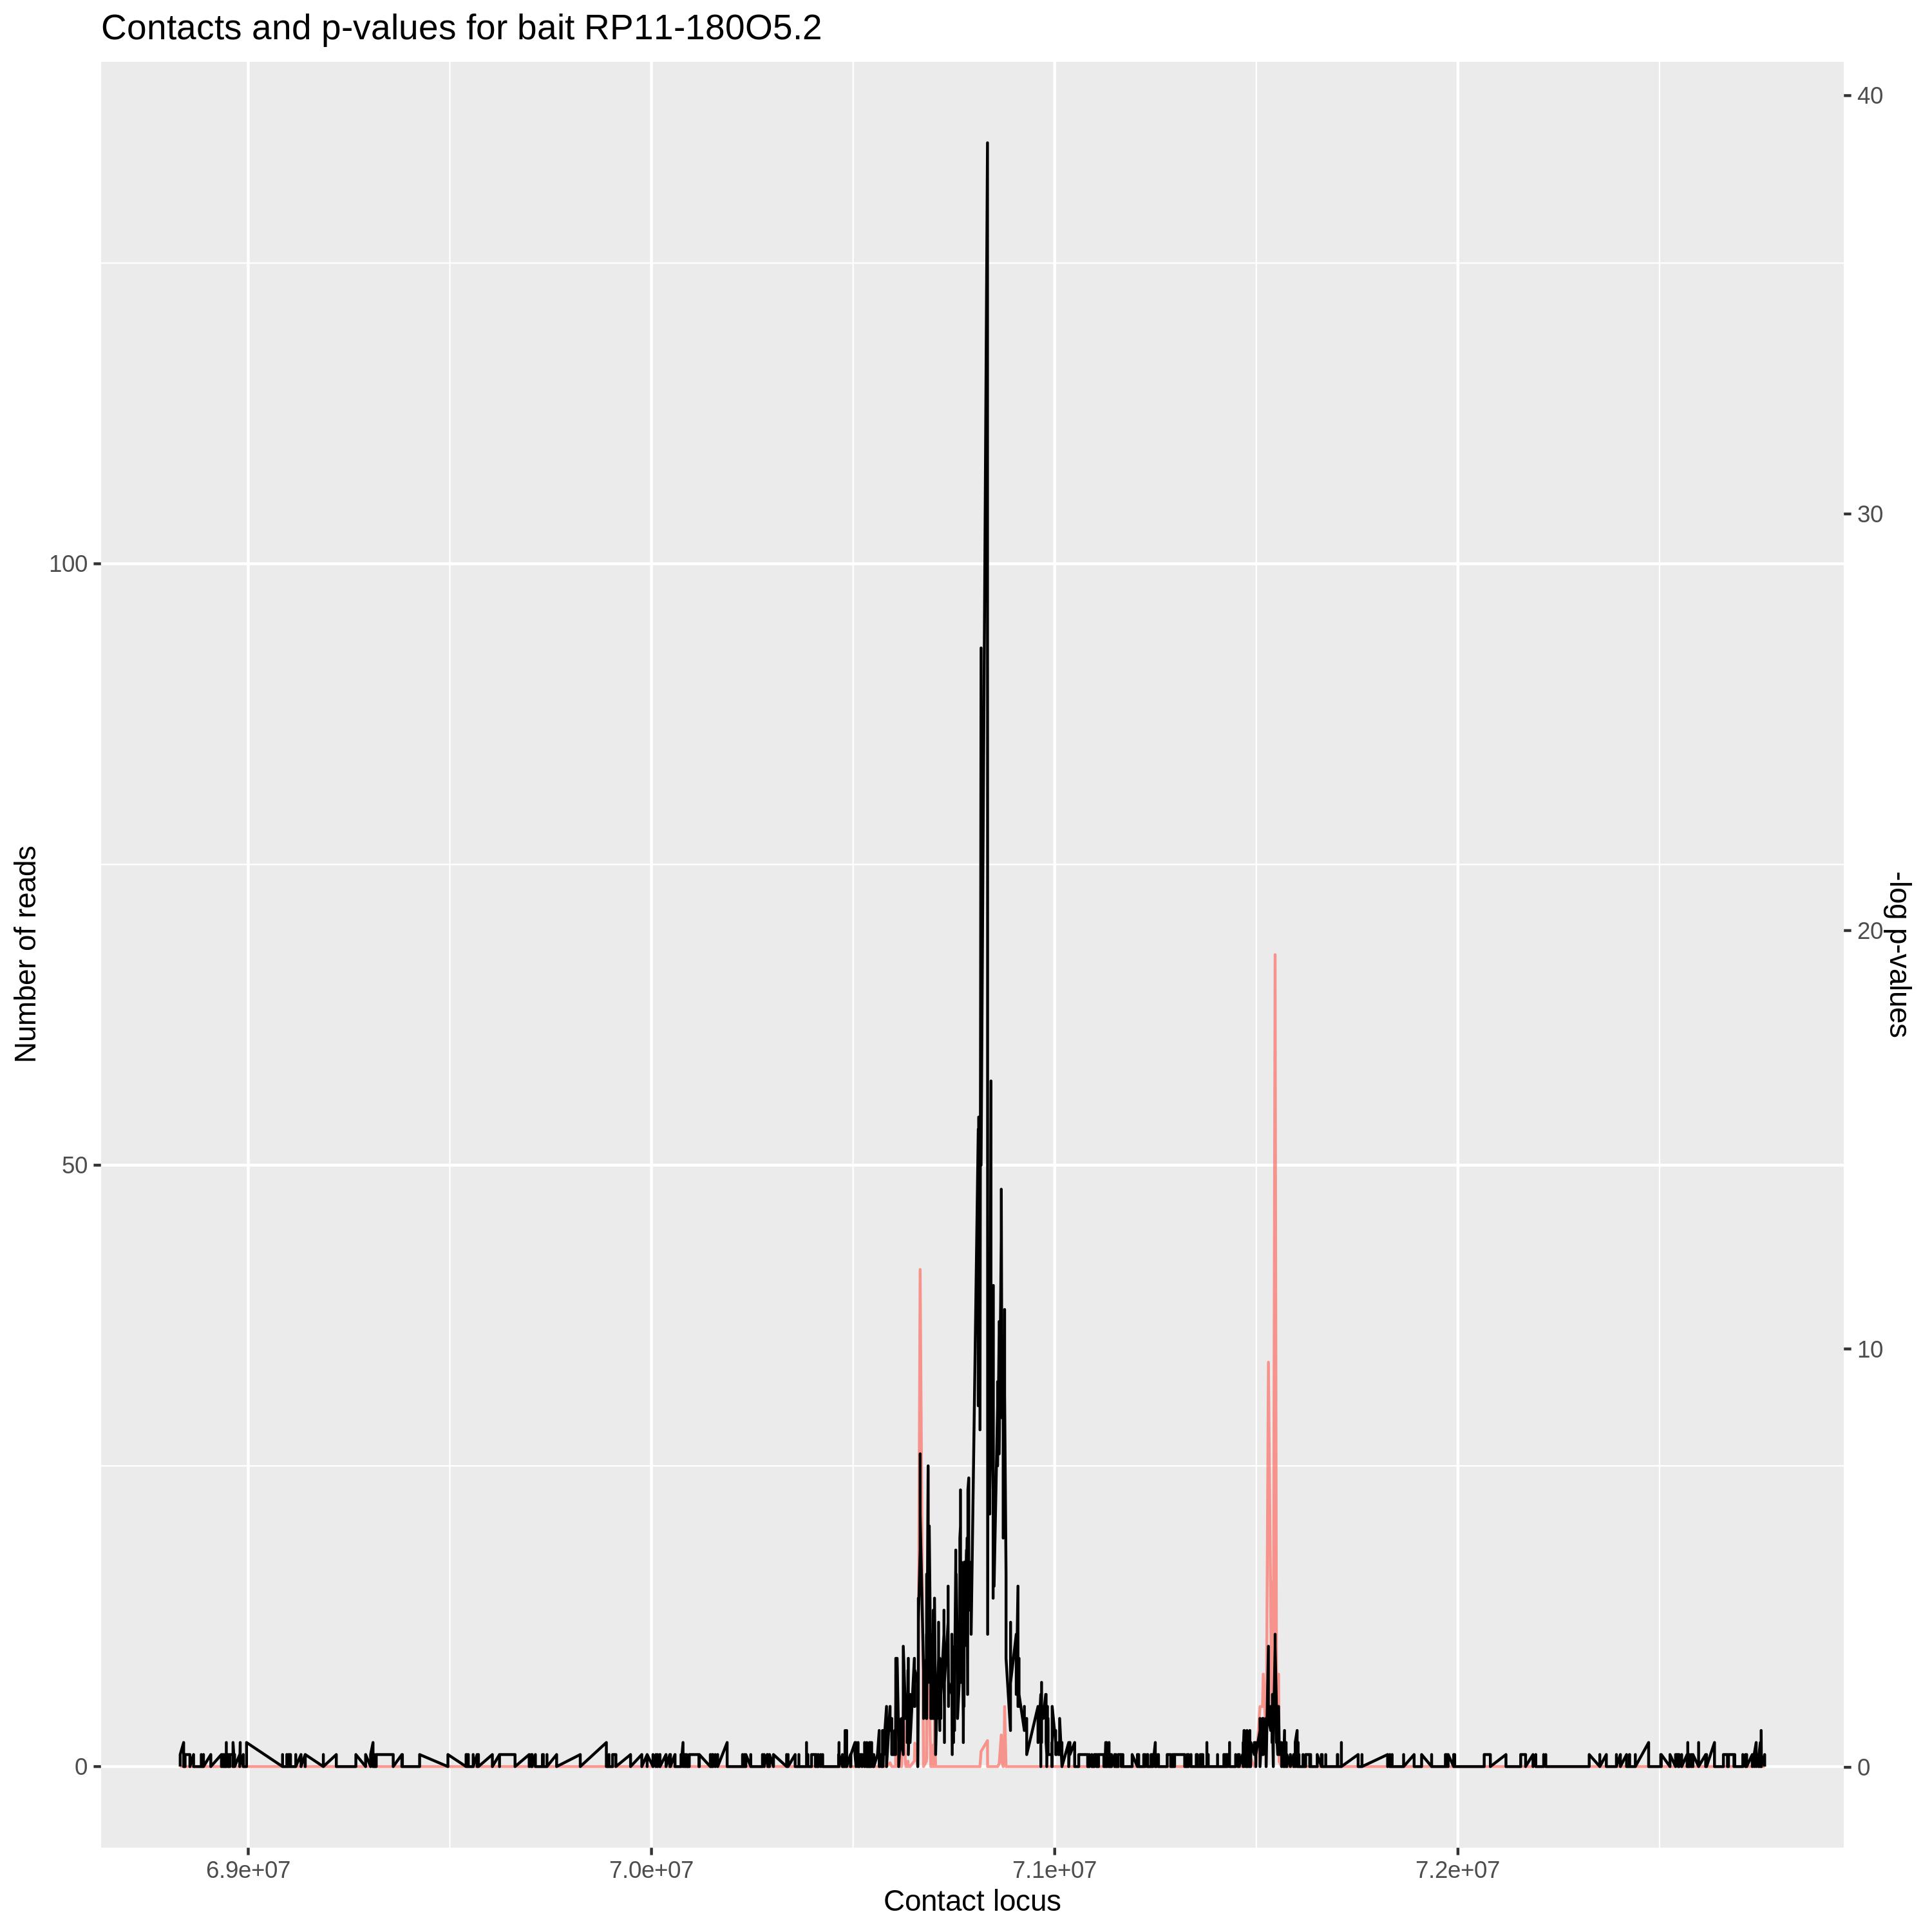 Contacts and p-values for bait RP11-180O5.2
Number of reads
100
50
0
40
30
20
10
0
-log p-values
6.9e+07 7.0e+07 7.1e+07 7.2e+07
Contact locus